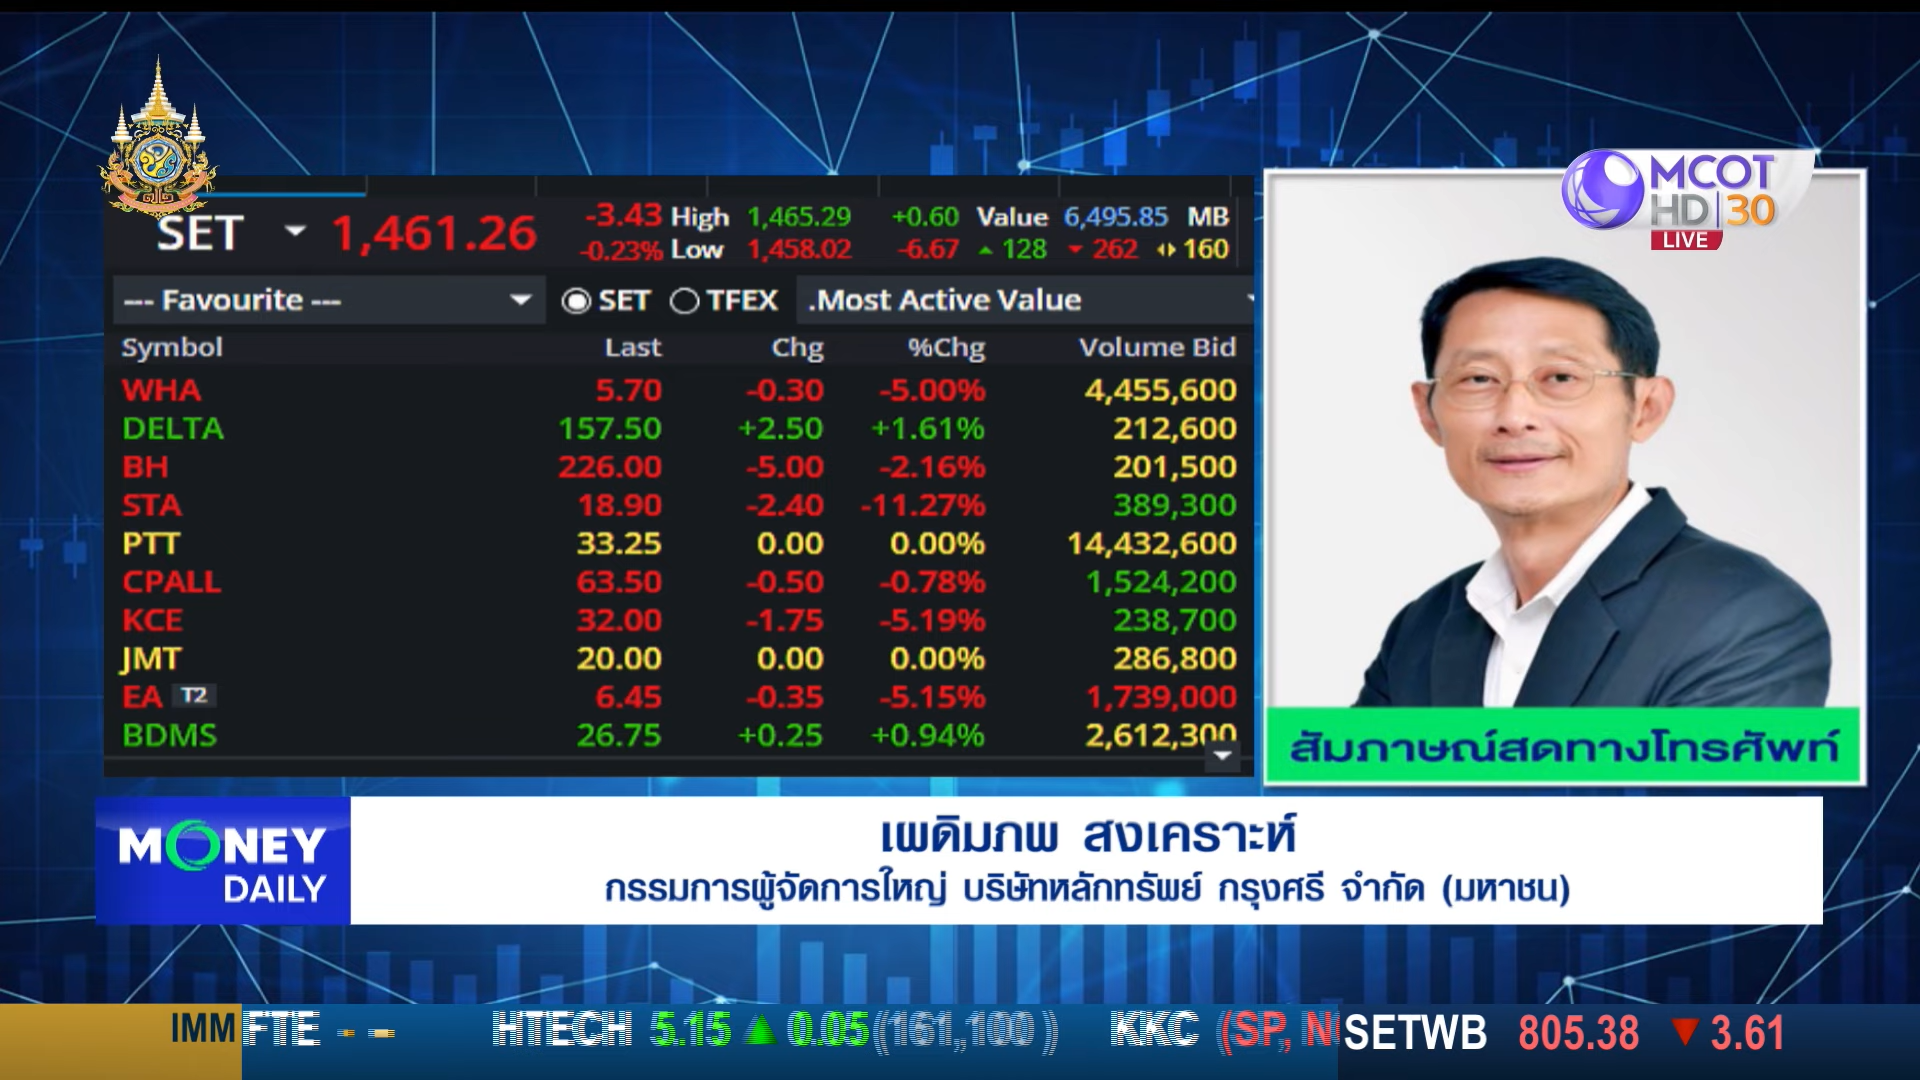 MCOT
HD 30
LIVE
SET 1,461.26 -3.43 High 1,465.29 +0.60 Value 6,495.85 MB
-0.23% Low 1,458.02 -6.67 128 262 160
--- Favourite --- SET TFEX .Most Active Value
Symbol Last Chg %Chg Volume Bid
WHA 5.70 -0.30 -5.00% 4,455,600
DELTA 157.50 +2.50 +1.61% 212,600
BH 226.00 -5.00 -2.16% 201,500
STA 18.90 -2.40 -11.27% 389,300
PTT 33.25 0.00 0.00% 14,432,600
CPALL 63.50 -0.50 -0.78% 1,524,200
KCE 32.00 -1.75 -5.19% 238,700
JMT 20.00 0.00 0.00% 286,800
EA T2 6.45 -0.35 -5.15% 1,739,000
BDMS 26.75 +0.25 +0.94% 2,612,300
สัมภาษณ์สดทางโทรศัพท์
MONEY
DAILY
เผดิมภพ สงเคราะห์
กรรมการผู้จัดการใหญ่ บริษัทหลักทรัพย์ กรุงศรี จำกัด (มหาชน)
IMM FTE - - HTECH 5.15 ▲ 0.05 (161,100) KKC (SP, N SETWB 805.38 ▼ 3.61